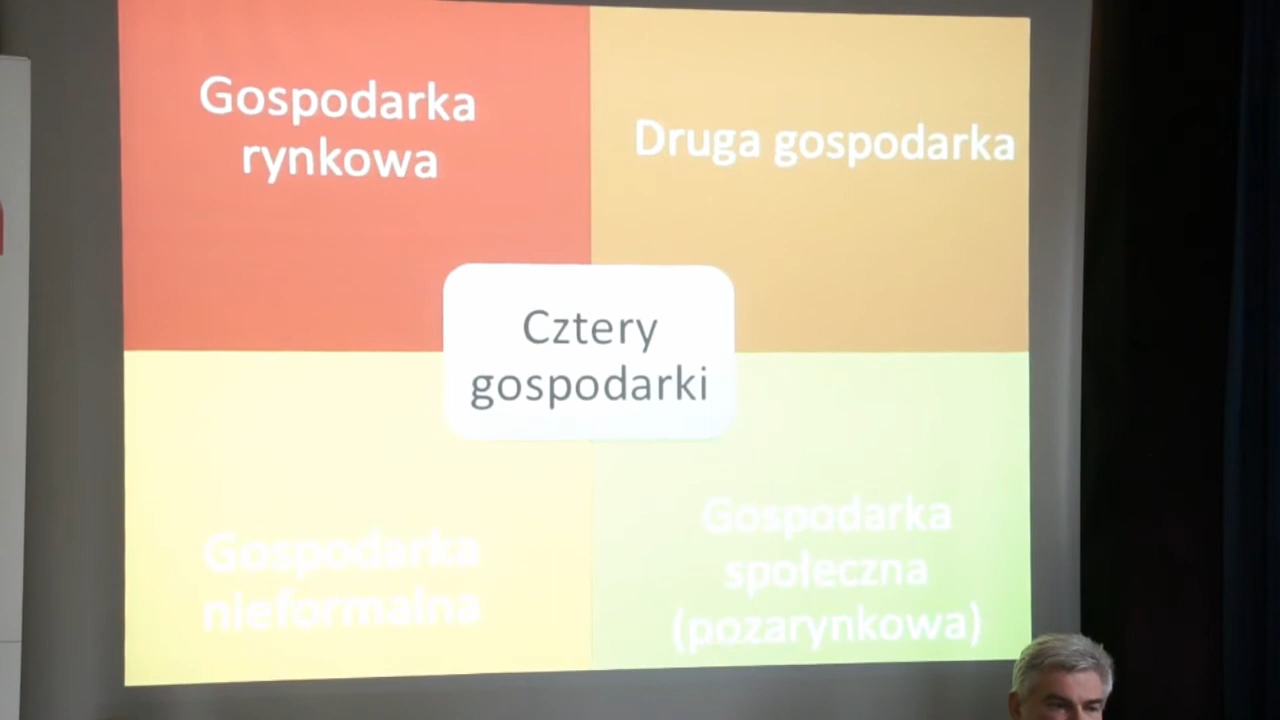 Gospodarka
rynkowa
Druga gospodarka
Cztery
gospodarki
Gospodarka
nieformalna
Gospodarka
społeczna
(pozarynkowa)